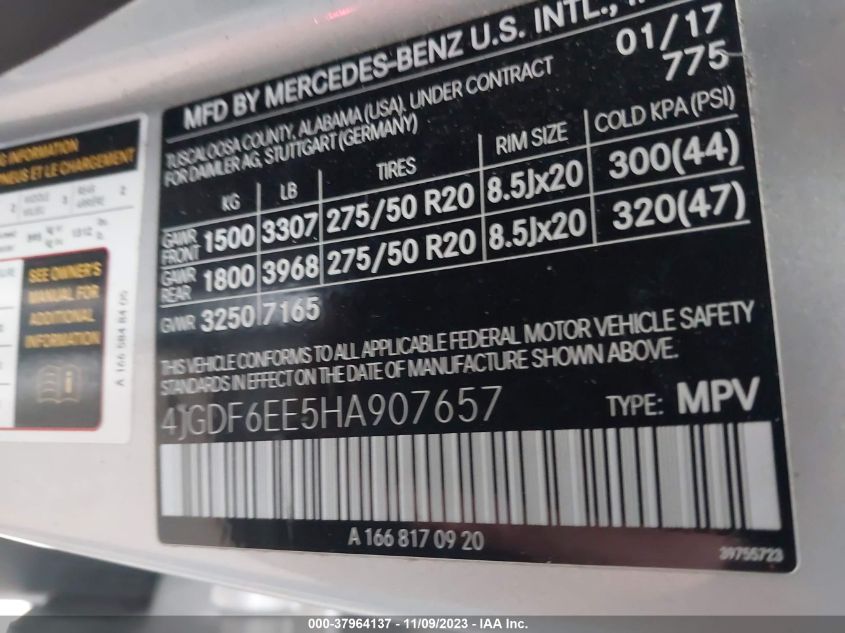 MFD BY MERCEDES-BENZ U.S. INTL.,
01/17
775
TUSCALOOSA COUNTY, ALABAMA (USA), UNDER CONTRACT
FOR DAIMLER AG, STUTTGART (GERMANY)
KG LB TIRES RIM SIZE COLD KPA (PSI)
GAWR FRONT 1500 3307 275/50 R20 8.5Jx20 300(44)
GAWR REAR 1800 3968 275/50 R20 8.5Jx20 320(47)
GVWR 3250 7165
THIS VEHICLE CONFORMS TO ALL APPLICABLE FEDERAL MOTOR VEHICLE SAFETY
STANDARDS IN EFFECT ON THE DATE OF MANUFACTURE SHOWN ABOVE.
4JGDF6EE5HA907657 TYPE: MPV
A 166 817 09 20
39755723
INFORMATION
PNEUS ET LE CHARGEMENT
SEE OWNER'S
MANUAL FOR
ADDITIONAL
INFORMATION
A 166 584 84 05
000-37964137 - 11/09/2023 - IAA Inc.